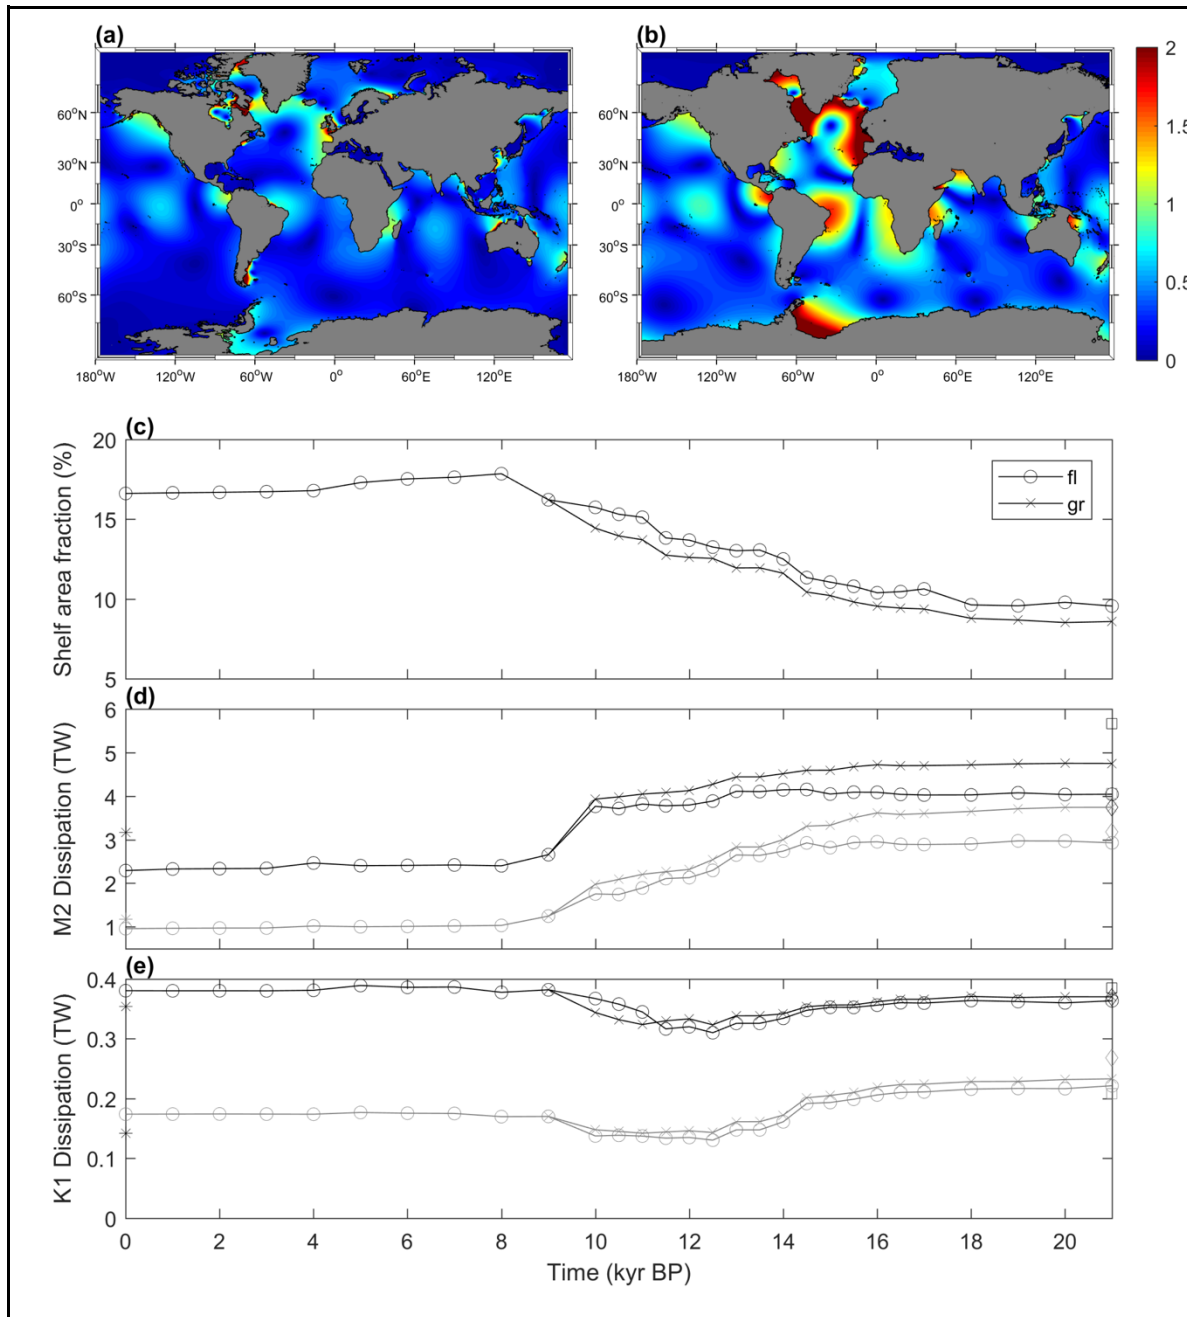 (a)
(b)
60°N
30°N
0°
30°S
60°S
180°W 120°W 60°W 0° 60°E 120°E
60°N
30°N
0°
30°S
60°S
180°W 120°W 60°W 0° 60°E 120°E
2
1.5
1
0.5
0
(c)
20
15
10
5
Shelf area fraction (%)
fl
gr
(d)
6
5
4
3
2
1
M2 Dissipation (TW)
(e)
0.4
0.3
0.2
0.1
0
K1 Dissipation (TW)
0 2 4 6 8 10 12 14 16 18 20
Time (kyr BP)